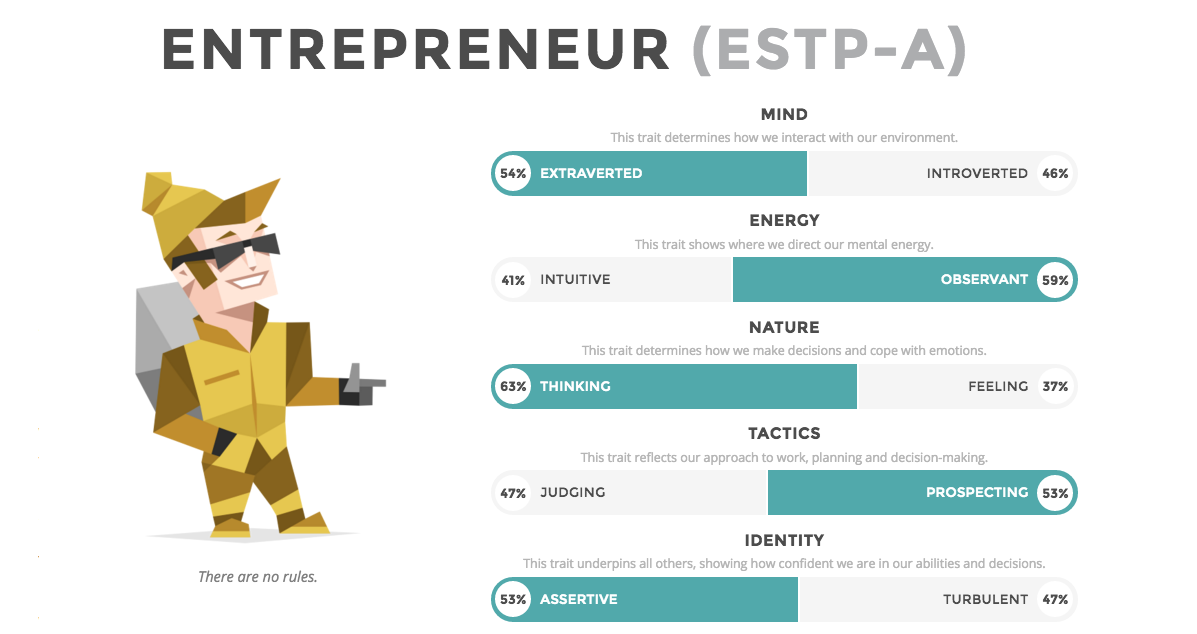 ENTREPRENEUR (ESTP-A)
MIND
This trait determines how we interact with our environment.
54% EXTRAVERTED INTROVERTED 46%
ENERGY
This trait shows where we direct our mental energy.
41% INTUITIVE OBSERVANT 59%
NATURE
This trait determines how we make decisions and cope with emotions.
63% THINKING FEELING 37%
TACTICS
This trait reflects our approach to work, planning and decision-making.
47% JUDGING PROSPECTING 53%
IDENTITY
This trait underpins all others, showing how confident we are in our abilities and decisions.
53% ASSERTIVE TURBULENT 47%
There are no rules.